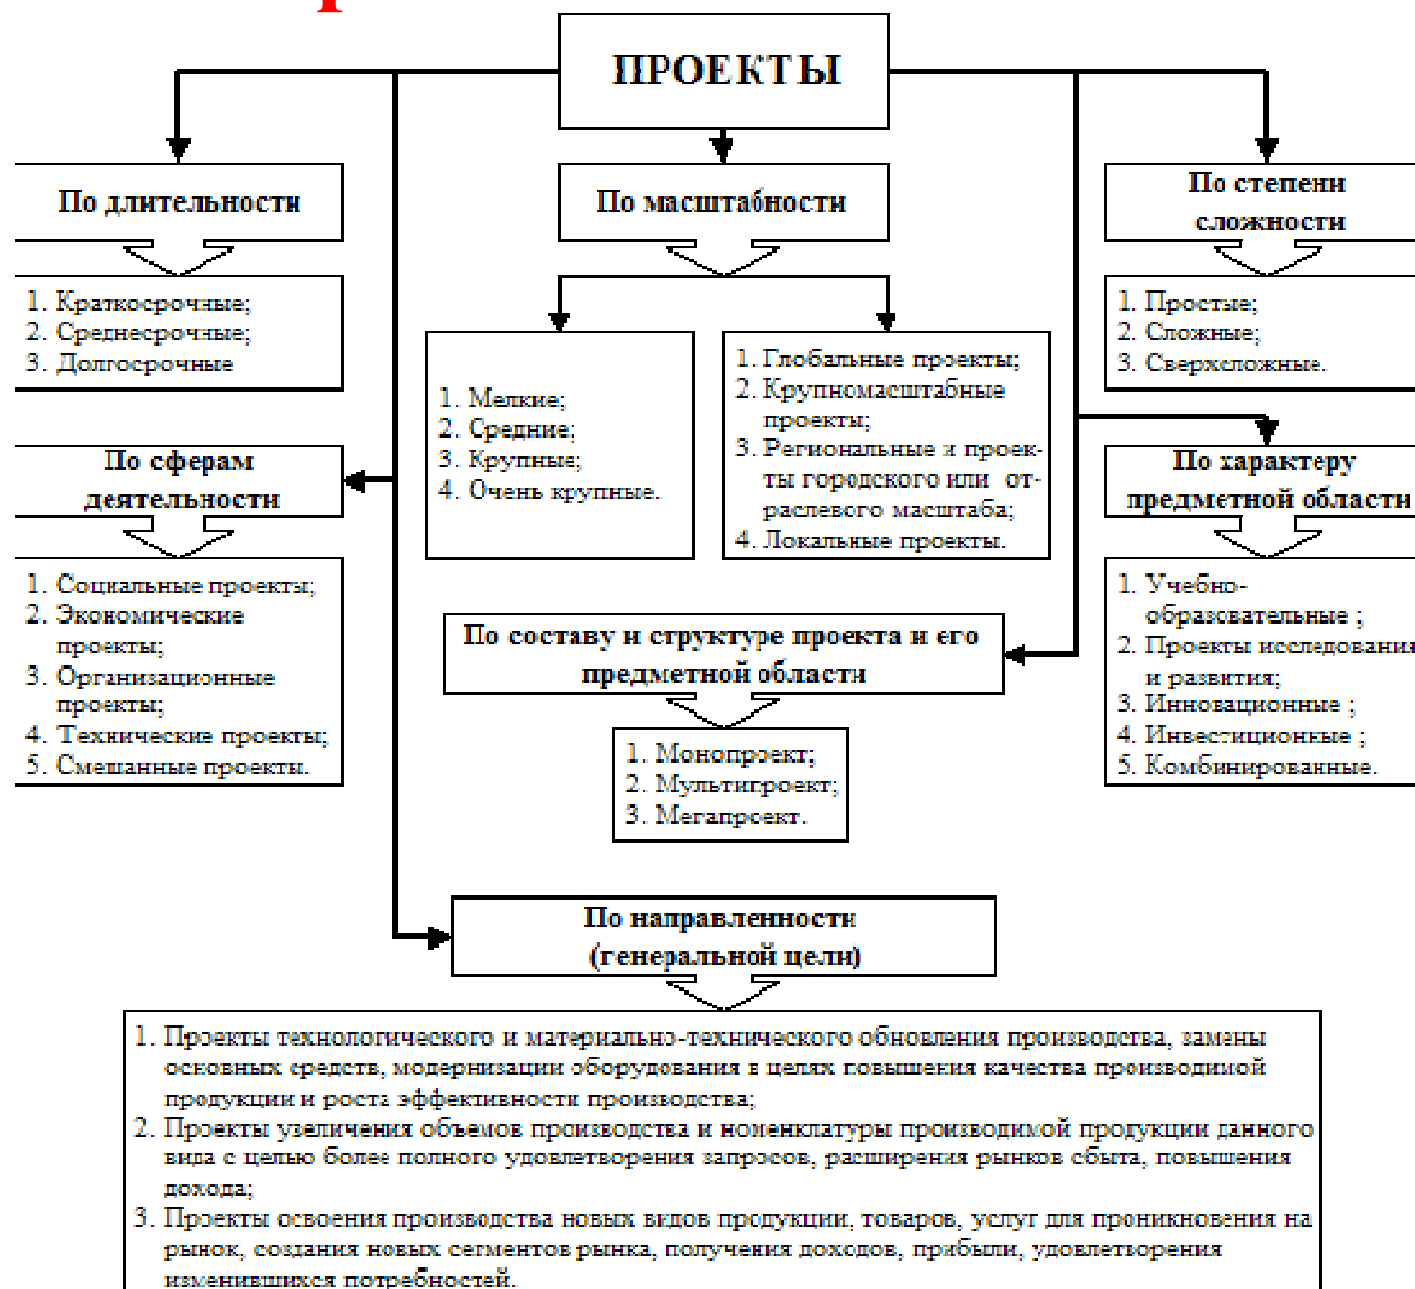 ПРОЕКТЫ
По длительности
По масштабности
По степени
сложности
1. Краткосрочные;
2. Среднесрочные;
3. Долгосрочные
1. Мелкие;
2. Средние;
3. Крупные;
4. Очень крупные.
1. Глобальные проекты;
2. Крупномасштабные
проекты;
3. Региональные и проек-
ты городского или от-
раслевого масштаба;
4. Локальные проекты.
1. Простые;
2. Сложные;
3. Сверхсложные.
По сферам
деятельности
По характеру
предметной области
1. Социальные проекты;
2. Экономические
проекты;
3. Организационные
проекты;
4. Технические проекты;
5. Смешанные проекты.
По составу и структуре проекта и его
предметной области
1. Монопроект;
2. Мультипроект;
3. Мегапроект.
1. Учебно-
образовательные ;
2. Проекты исследования
и развития;
3. Инновационные ;
4. Инвестиционные ;
5. Комбинированные.
По направленности
(генеральной цели)
1. Проекты технологического и материально-технического обновления производства, замены
основных средств, модернизации оборудования в целях повышения качества производимой
продукции и роста эффективности производства;
2. Проекты увеличения объемов производства и номенклатуры производимой продукции данного
вида с целью более полного удовлетворения запросов, расширения рынков сбыта, повышения
дохода;
3. Проекты освоения производства новых видов продукции, товаров, услуг для проникновения на
рынок, создания новых сегментов рынка, получения доходов, прибыли, удовлетворения
изменившихся потребностей.